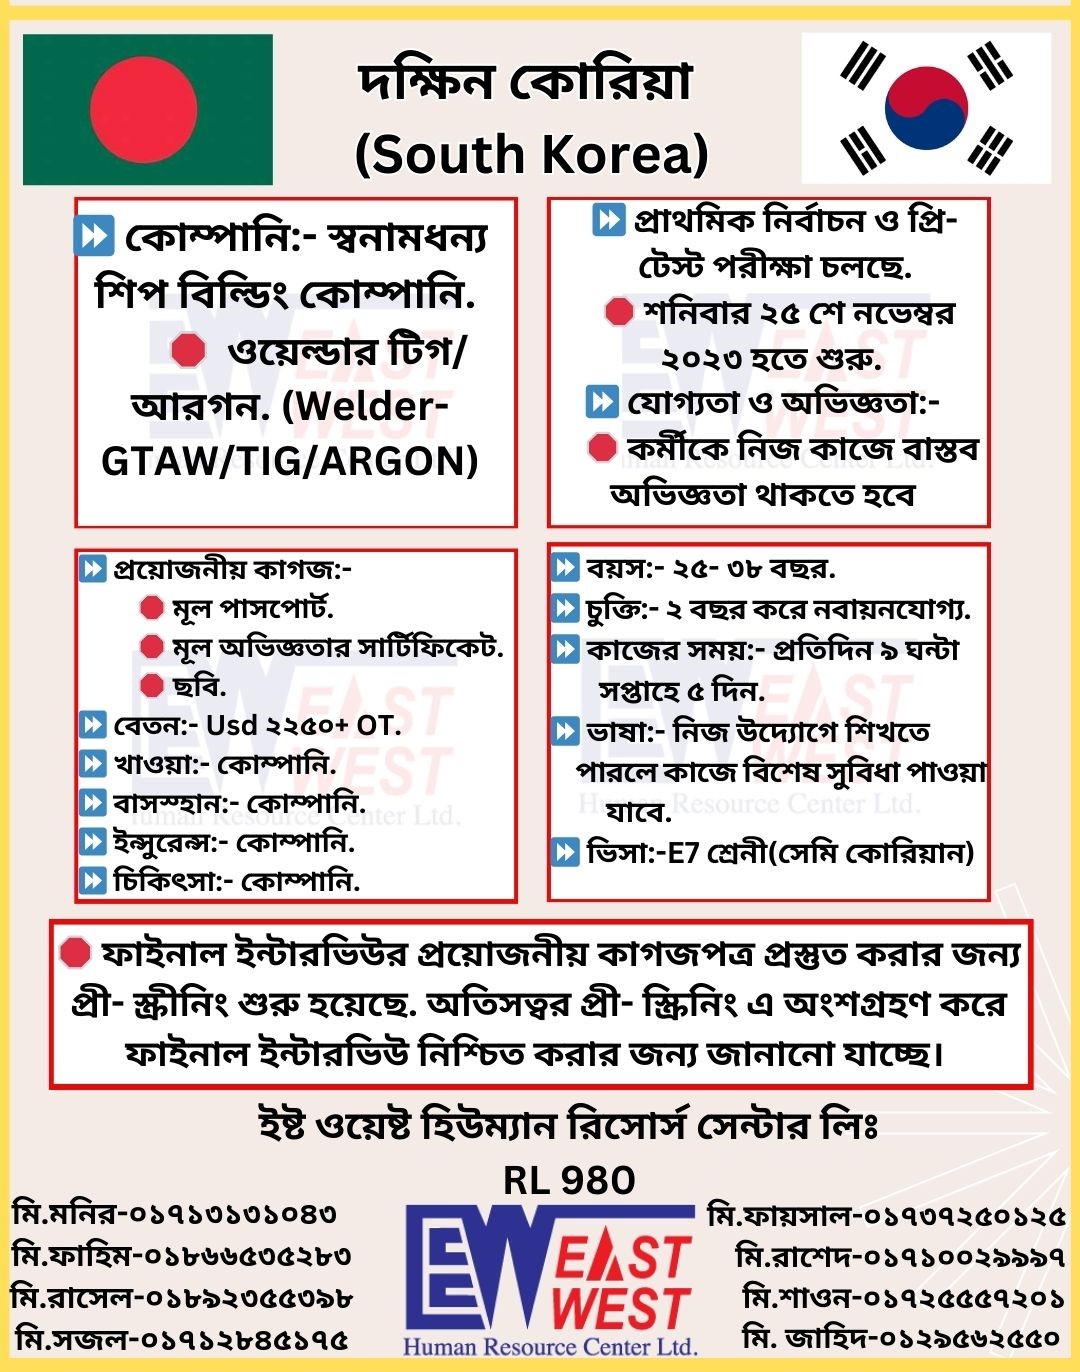 দক্ষিন কোরিয়া
(South Korea)
কোম্পানি:- স্বনামধন্য
শিপ বিল্ডিং কোম্পানি.
ওয়েল্ডার টিগ/
আরগন. (Welder-
GTAW/TIG/ARGON)
প্রাথমিক নির্বাচন ও প্রি-
টেস্ট পরীক্ষা চলছে.
শনিবার ২৫ শে নভেম্বর
২০২৩ হতে শুরু.
যোগ্যতা ও অভিজ্ঞতা:-
কর্মীকে নিজ কাজে বাস্তব
অভিজ্ঞতা থাকতে হবে
প্রয়োজনীয় কাগজ:-
মূল পাসপোর্ট.
মূল অভিজ্ঞতার সার্টিফিকেট.
ছবি.
বেতন:- Usd ২২৫০+ OT.
খাওয়া:- কোম্পানি.
বাসস্হান:- কোম্পানি.
ইন্সুরেন্স:- কোম্পানি.
চিকিৎসা:- কোম্পানি.
বয়স:- ২৫- ৩৮ বছর.
চুক্তি:- ২ বছর করে নবায়নযোগ্য.
কাজের সময়:- প্রতিদিন ৯ ঘন্টা
সপ্তাহে ৫ দিন.
ভাষা:- নিজ উদ্যোগে শিখতে
পারলে কাজে বিশেষ সুবিধা পাওয়া
যাবে.
ভিসা:-E7 শ্রেনী(সেমি কোরিয়ান)
ফাইনাল ইন্টারভিউর প্রয়োজনীয় কাগজপত্র প্রস্তুত করার জন্য
প্রী- স্ক্রীনিং শুরু হয়েছে. অতিসত্বর প্রী- স্ক্রিনিং এ অংশগ্রহণ করে
ফাইনাল ইন্টারভিউ নিশ্চিত করার জন্য জানানো যাচ্ছে।
ইষ্ট ওয়েষ্ট হিউম্যান রিসোর্স সেন্টার লিঃ
RL 980
মি.মনির-০১৭১৩১৩১০৪৩
মি.ফাহিম-০১৮৬৬৫৩৫২৮৩
মি.রাসেল-০১৮৯২৩৫৫৩৯৮
মি.সজল-০১৭১২৮৪৫১৭৫
EW EAST
WEST
Human Resource Center Ltd.
মি.ফায়সাল-০১৭৩৭২৫০১২৫
মি.রাশেদ-০১৭১০০২৯৯৯৭
মি.শাওন-০১৭২৫৫৫৭২০১
মি. জাহিদ-০১২৯৫৬২৫৫০